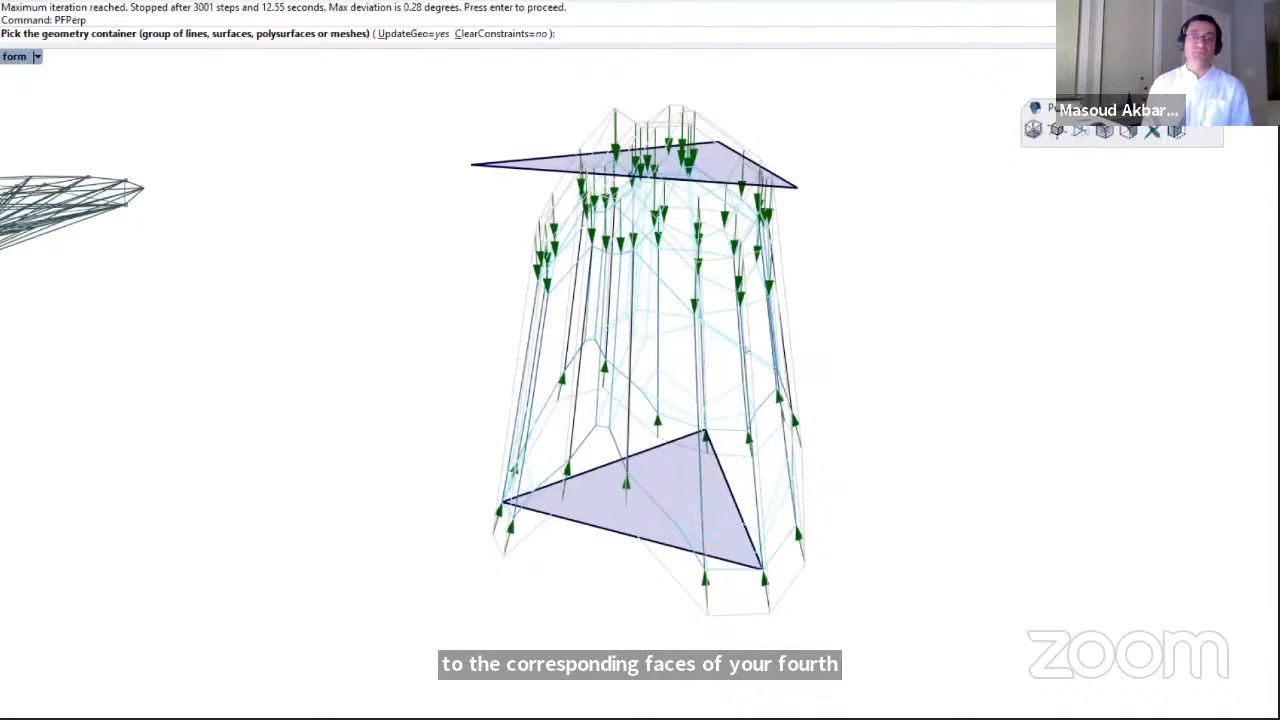 Maximum iteration reached. Stopped after 3001 steps and 12.55 seconds. Max deviation is 0.28 degrees. Press enter to proceed.
Command: PFPerp
Pick the geometry container (group of lines, surfaces, polysurfaces or meshes) ( UpdateGeo=yes ClearConstraints=no ):
form
Masoud Akbar...
to the corresponding faces of your fourth
zoom